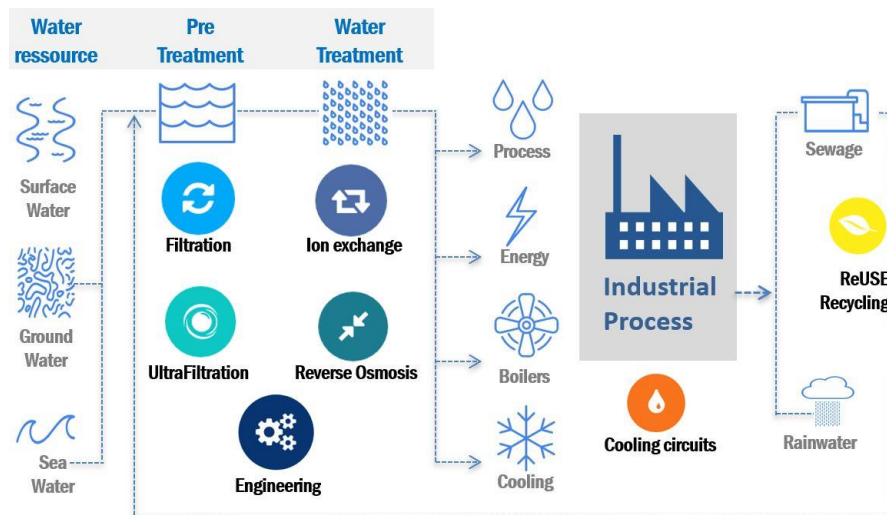 Water
ressource
Pre
Treatment
Water
Treatment
Surface
Water
Ground
Water
Sea
Water
Filtration
Ion exchange
UltraFiltration
Reverse Osmosis
Engineering
Process
Energy
Boilers
Cooling
Industrial
Process
Cooling circuits
Sewage
ReUSE
Recycling
Rainwater